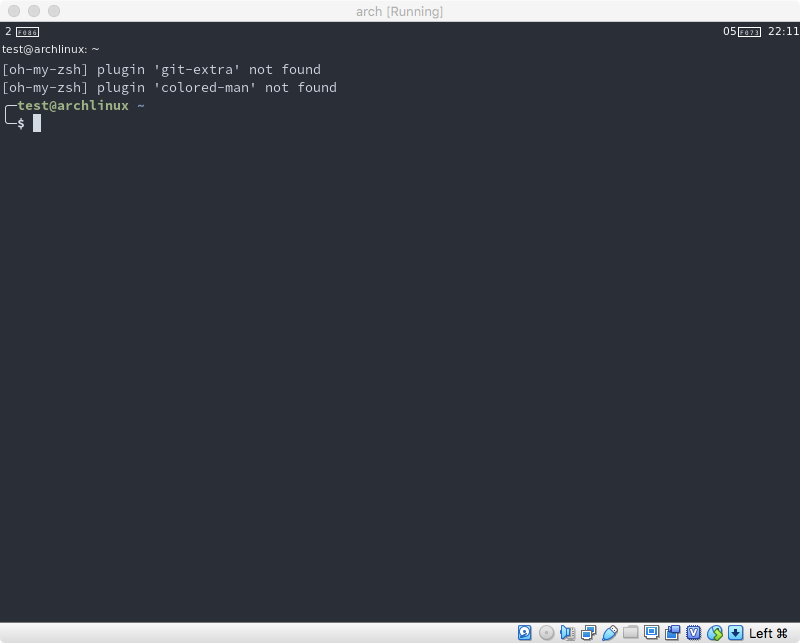 arch [Running]
2 F086 05 F073 22:11
test@archlinux: ~
[oh-my-zsh] plugin 'git-extra' not found
[oh-my-zsh] plugin 'colored-man' not found
╭─test@archlinux ~
╰─$
V Left ⌘